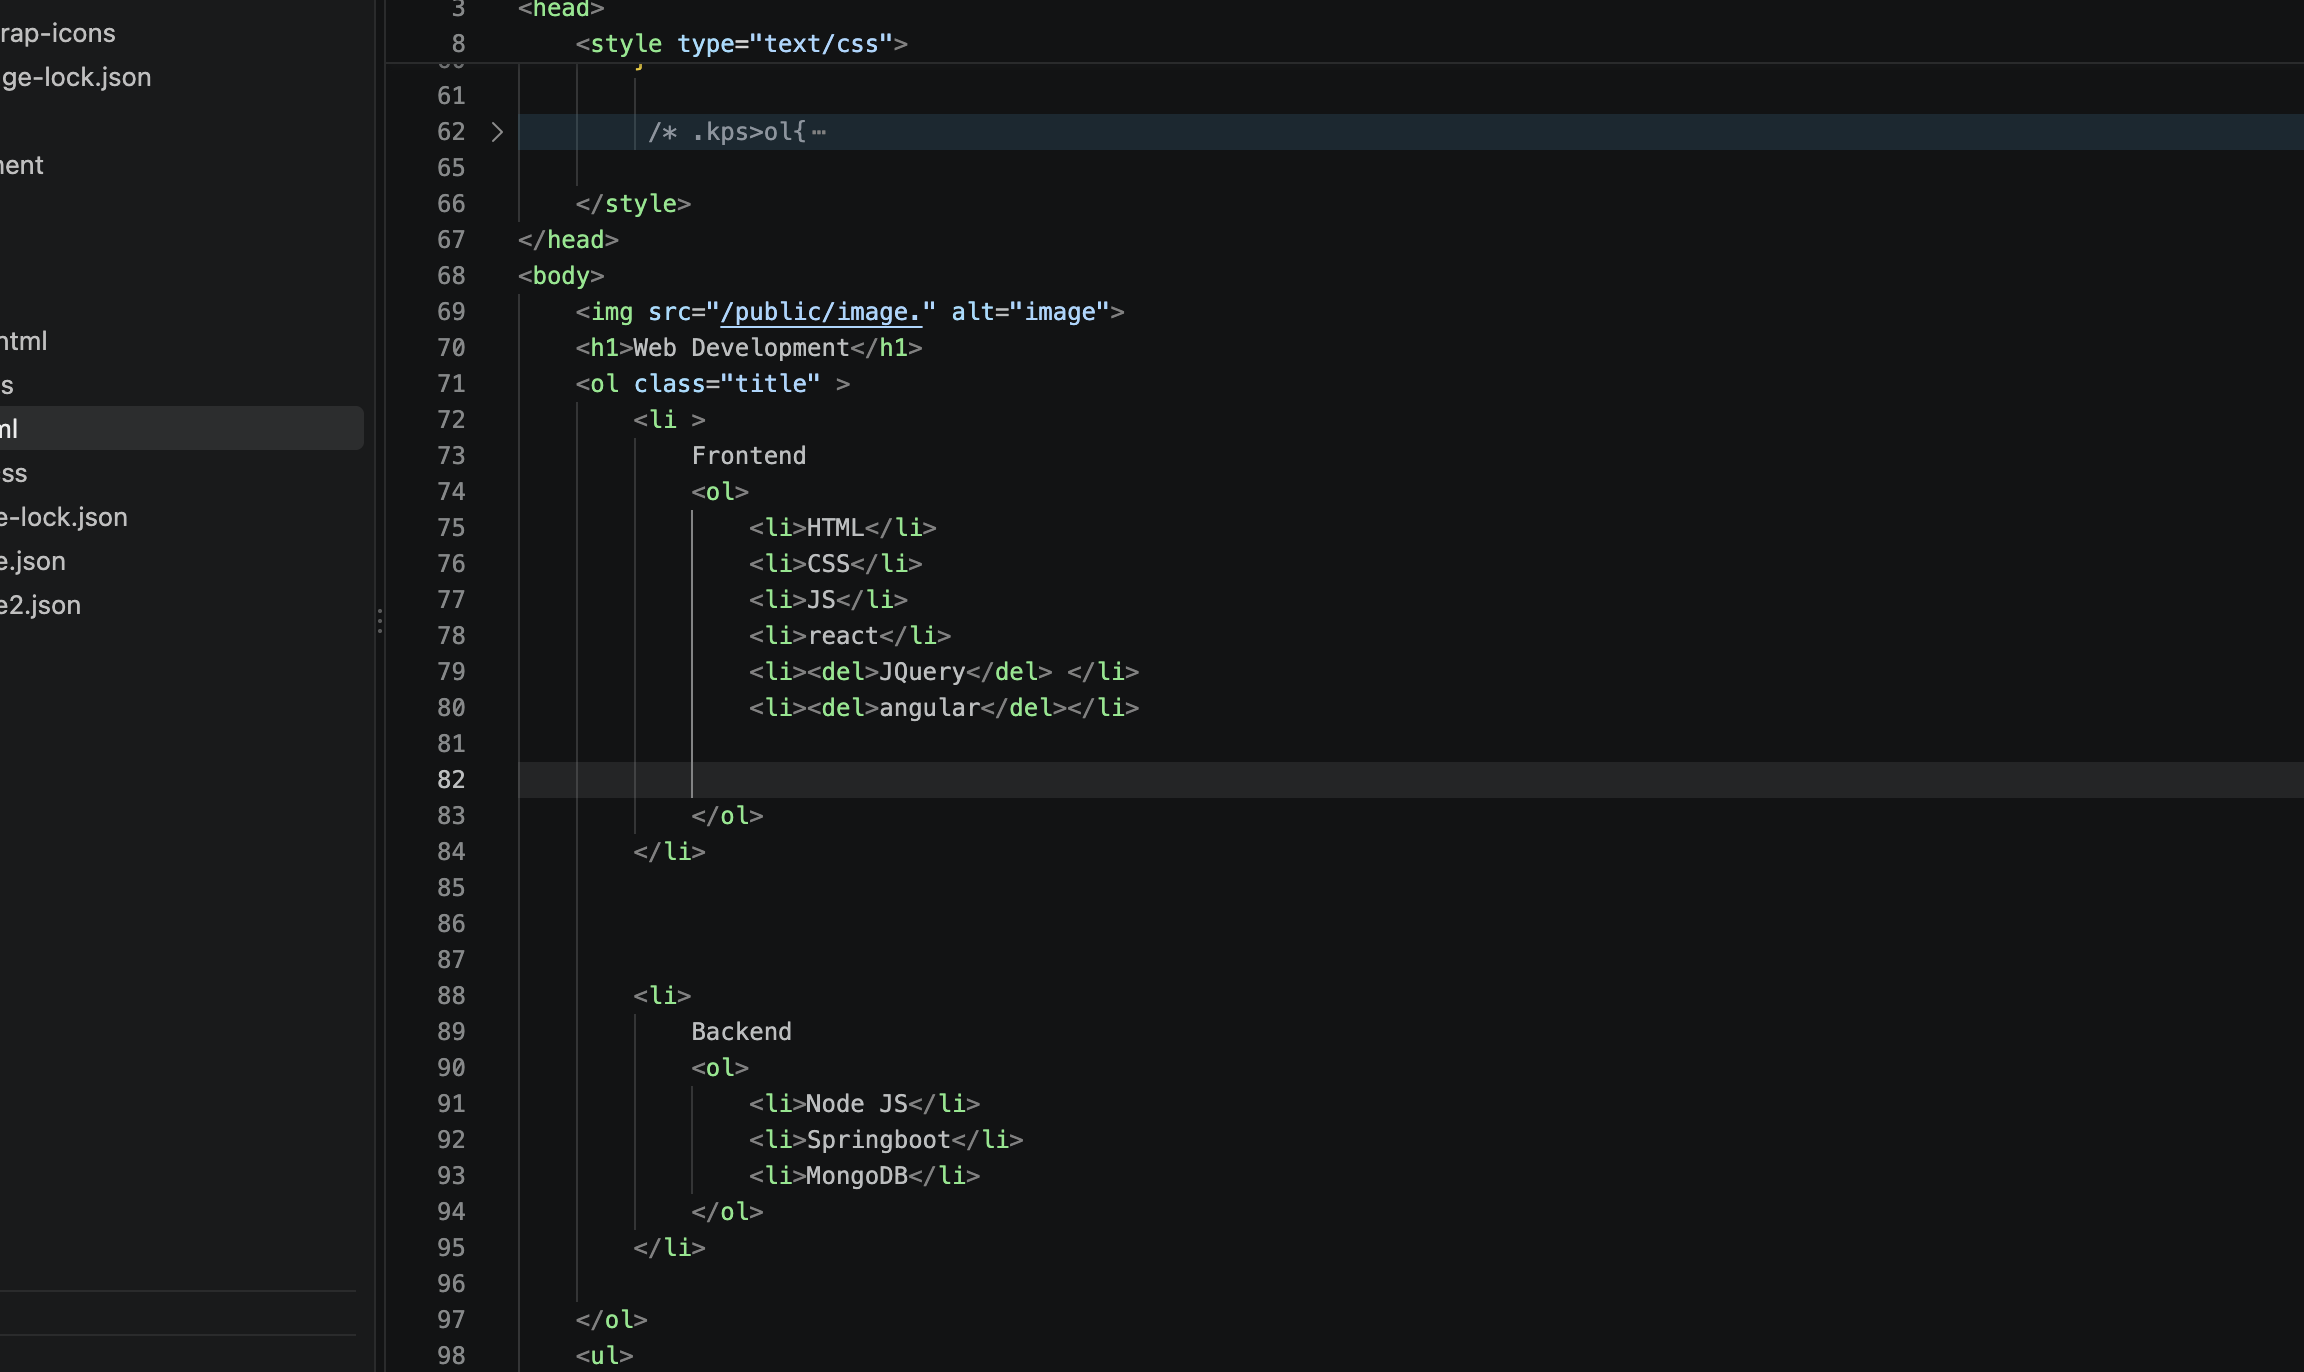 rap-icons
ge-lock.json
ment
html
s
ml
ss
e-lock.json
e.json
e2.json
3 <head>
8 <style type="text/css">
61
62 /* .kps>ol{⋯
65
66 </style>
67 </head>
68 <body>
69 <img src="/public/image." alt="image">
70 <h1>Web Development</h1>
71 <ol class="title" >
72 <li >
73 Frontend
74 <ol>
75 <li>HTML</li>
76 <li>CSS</li>
77 <li>JS</li>
78 <li>react</li>
79 <li><del>JQuery</del> </li>
80 <li><del>angular</del></li>
81
82
83 </ol>
84 </li>
85
86
87
88 <li>
89 Backend
90 <ol>
91 <li>Node JS</li>
92 <li>Springboot</li>
93 <li>MongoDB</li>
94 </ol>
95 </li>
96
97 </ol>
98 <ul>